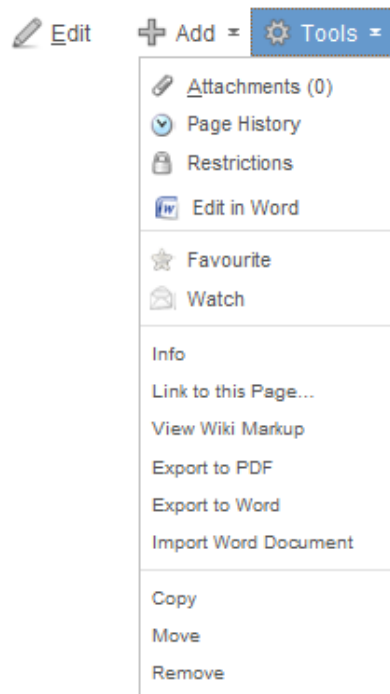 Edit Add Tools
Attachments (0)
Page History
Restrictions
Edit in Word
Favourite
Watch
Info
Link to this Page...
View Wiki Markup
Export to PDF
Export to Word
Import Word Document
Copy
Move
Remove